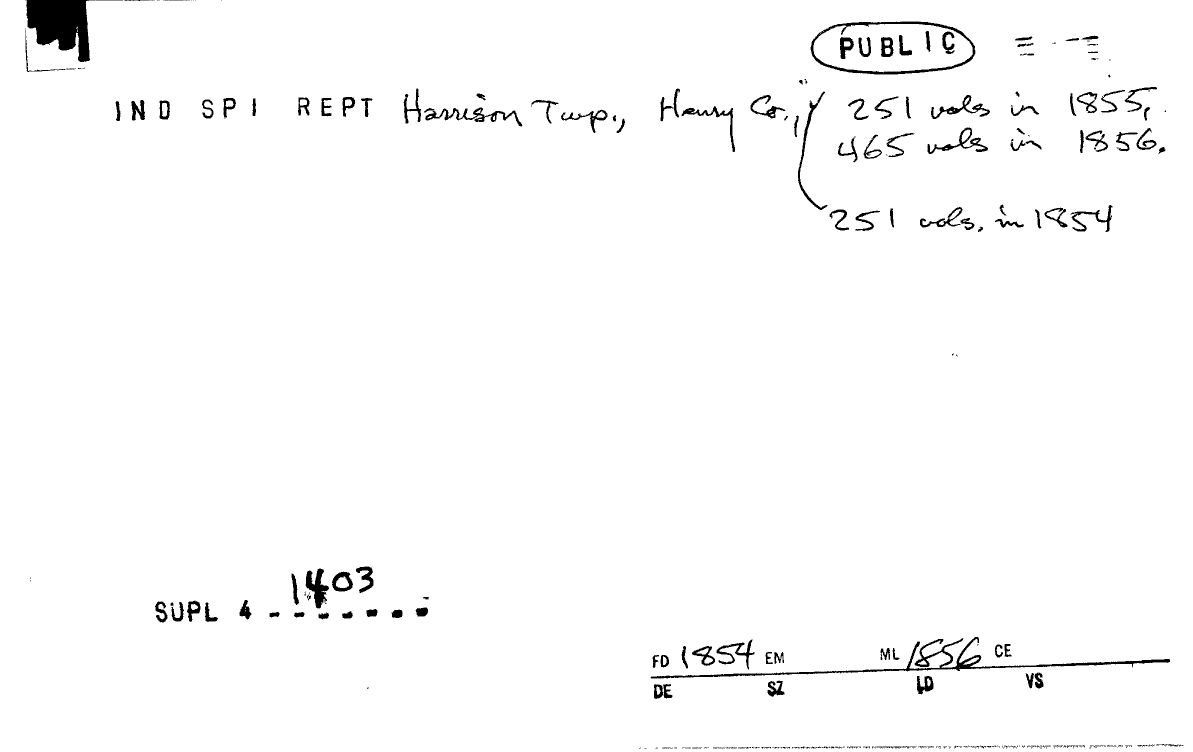 PUBLIC
IND SPI REPT Harrison Twp., Henry Co., 251 vols in 1855,
465 vols in 1856.
251 vols. in 1854
1403
SUPL 4 - - - - - - -
FD 1854 EM ML 1856 CE
DE SZ LD VS